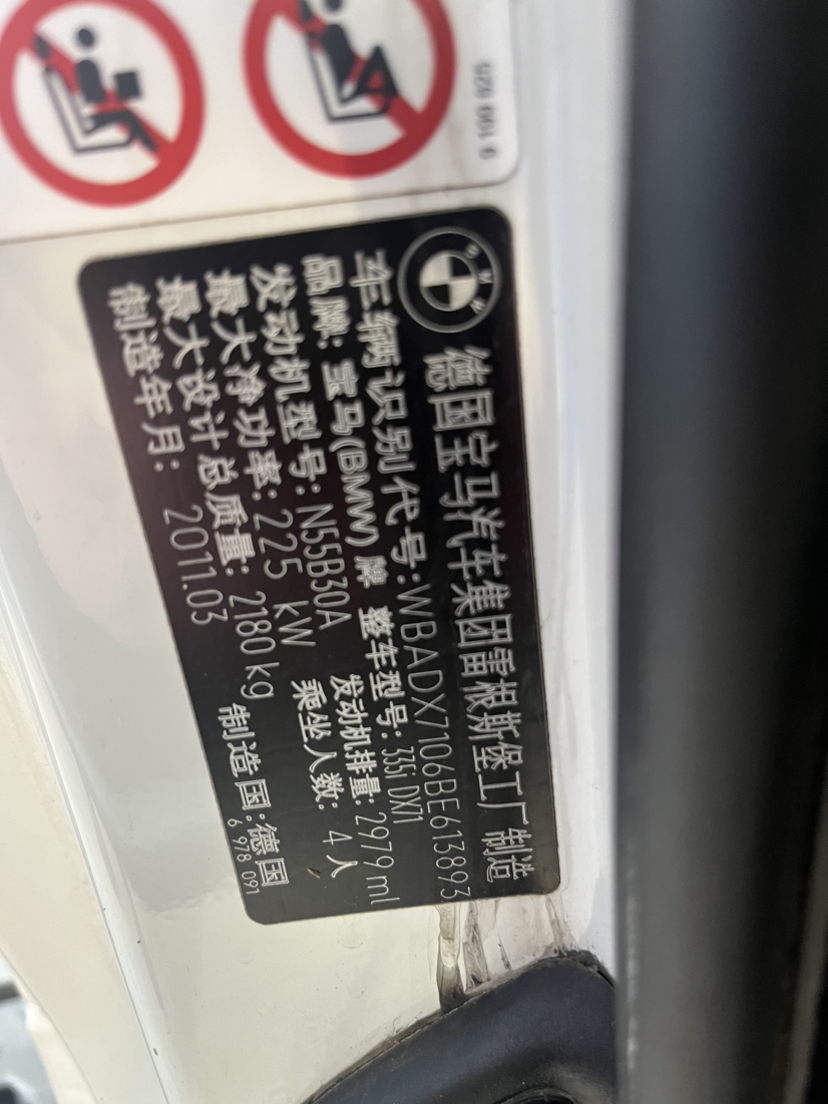 9 199 029
德国宝马汽车集团雷根斯堡工厂 制造
车辆识别代号:WBADX7106BE613893
品牌: 宝马(BMW) 牌 整车型号: 335i DX71
发动机型号: N55B30A 发动机排量: 2979 ml
最大净功率: 225 kW 乘坐人数: 4 人
最大设计总质量: 2180 kg
制造年月: 2011.03 制造国: 德国
6 978 091